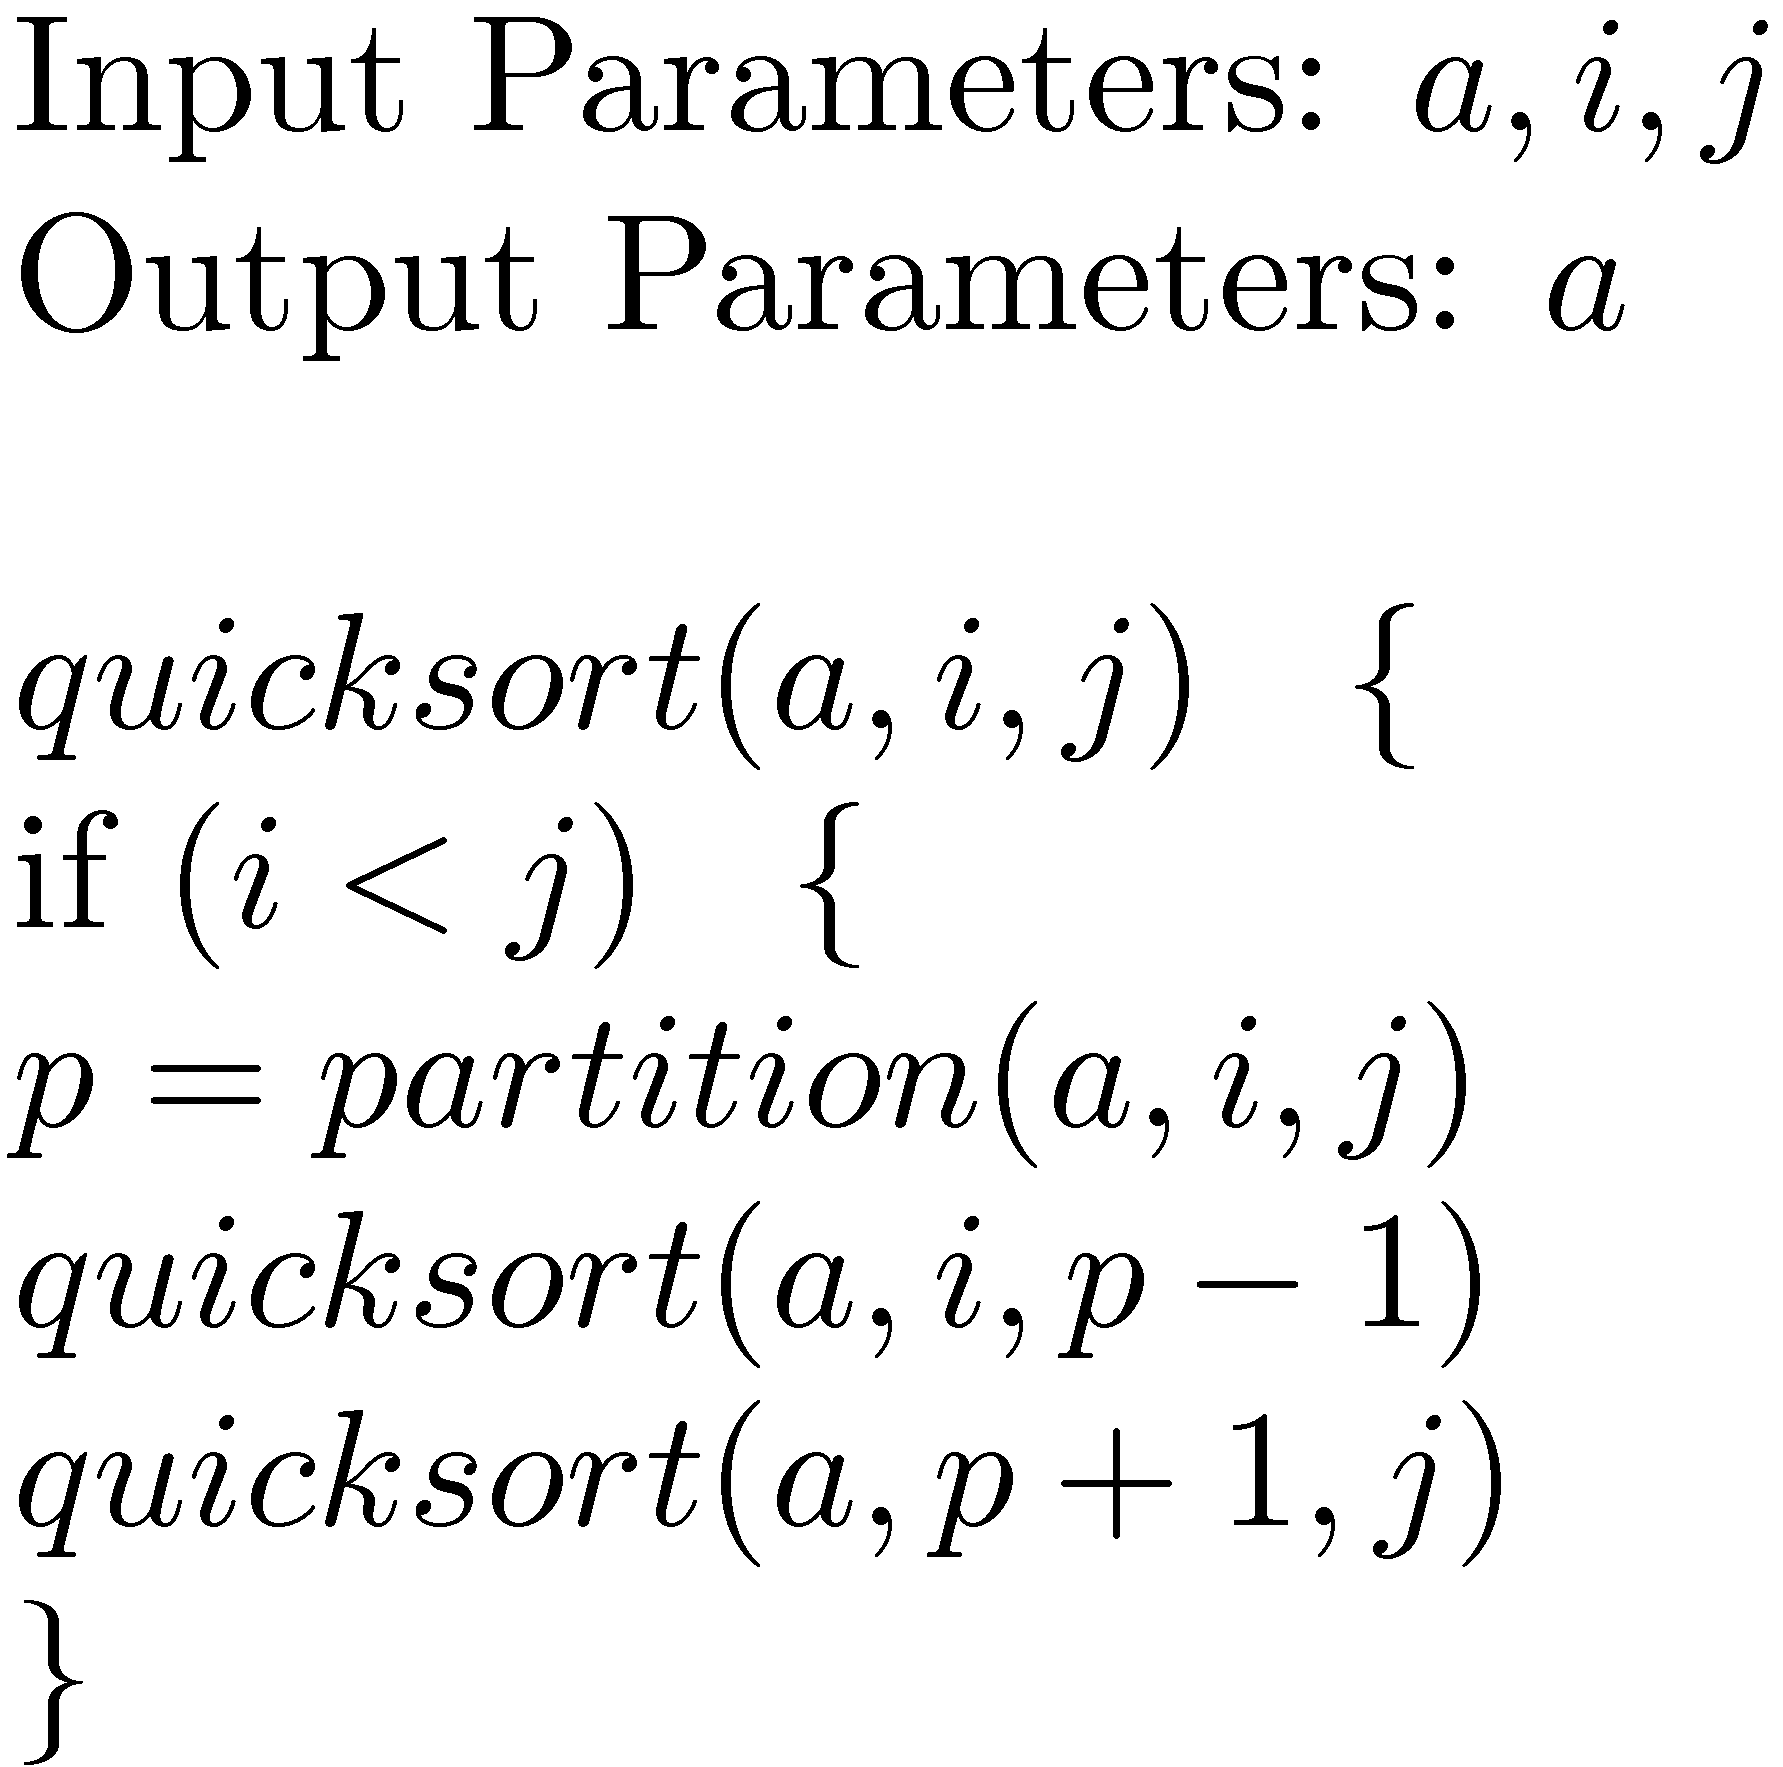 Input Parameters: a, i, j
Output Parameters: a
quicksort(a, i, j) {
if (i < j) {
p = partition(a, i, j)
quicksort(a, i, p − 1)
quicksort(a, p + 1, j)
}